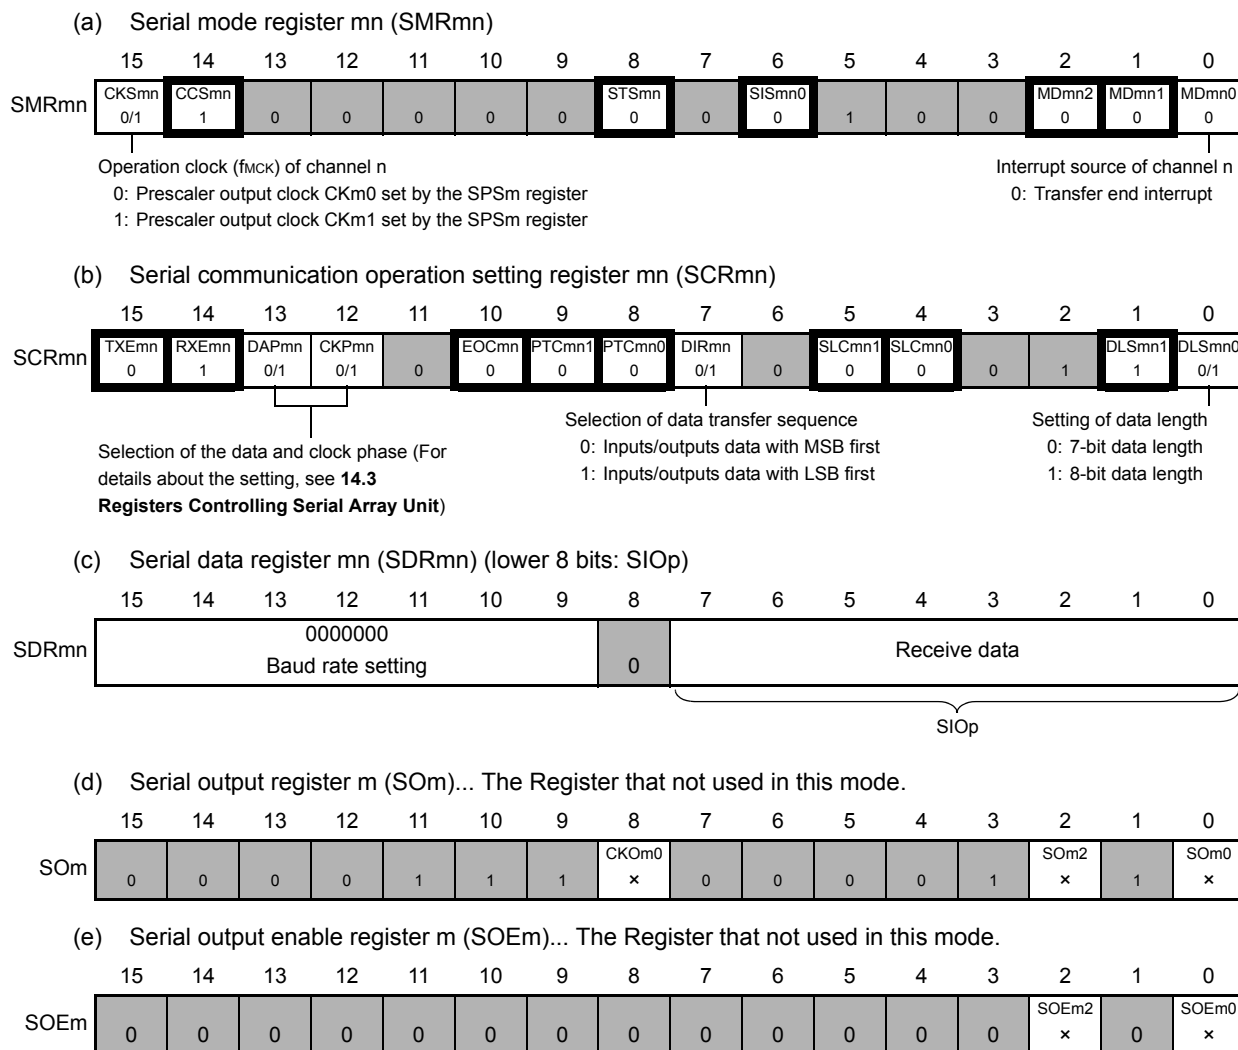 (a) Serial mode register mn (SMRmn)
15 14 13 12 11 10 9 8 7 6 5 4 3 2 1 0
SMRmn
CKSmn CCSmn STSmn SISmn0 MDmn2 MDmn1 MDmn0
0/1 1 0 0 0 0 0 0 0 0 1 0 0 0 0 0
Operation clock (fMCK) of channel n
0: Prescaler output clock CKm0 set by the SPSm register
1: Prescaler output clock CKm1 set by the SPSm register
Interrupt source of channel n
0: Transfer end interrupt
(b) Serial communication operation setting register mn (SCRmn)
15 14 13 12 11 10 9 8 7 6 5 4 3 2 1 0
SCRmn
TXEmn RXEmn DAPmn CKPmn EOCmn PTCmn1 PTCmn0 DIRmn SLCmn1 SLCmn0 DLSmn1 DLSmn0
0 1 0/1 0/1 0 0 0 0 0/1 0 0 0 0 1 1 0/1
Selection of the data and clock phase (For
details about the setting, see 14.3
Registers Controlling Serial Array Unit)
Selection of data transfer sequence
0: Inputs/outputs data with MSB first
1: Inputs/outputs data with LSB first
Setting of data length
0: 7-bit data length
1: 8-bit data length
(c) Serial data register mn (SDRmn) (lower 8 bits: SIOp)
15 14 13 12 11 10 9 8 7 6 5 4 3 2 1 0
SDRmn
0000000
Baud rate setting
0
Receive data
SIOp
(d) Serial output register m (SOm)... The Register that not used in this mode.
15 14 13 12 11 10 9 8 7 6 5 4 3 2 1 0
SOm
CKOm0 SOm2 SOm0
0 0 0 0 1 1 1 × 0 0 0 0 1 × 1 ×
(e) Serial output enable register m (SOEm)... The Register that not used in this mode.
15 14 13 12 11 10 9 8 7 6 5 4 3 2 1 0
SOEm
SOEm2 SOEm0
0 0 0 0 0 0 0 0 0 0 0 0 0 × 0 ×